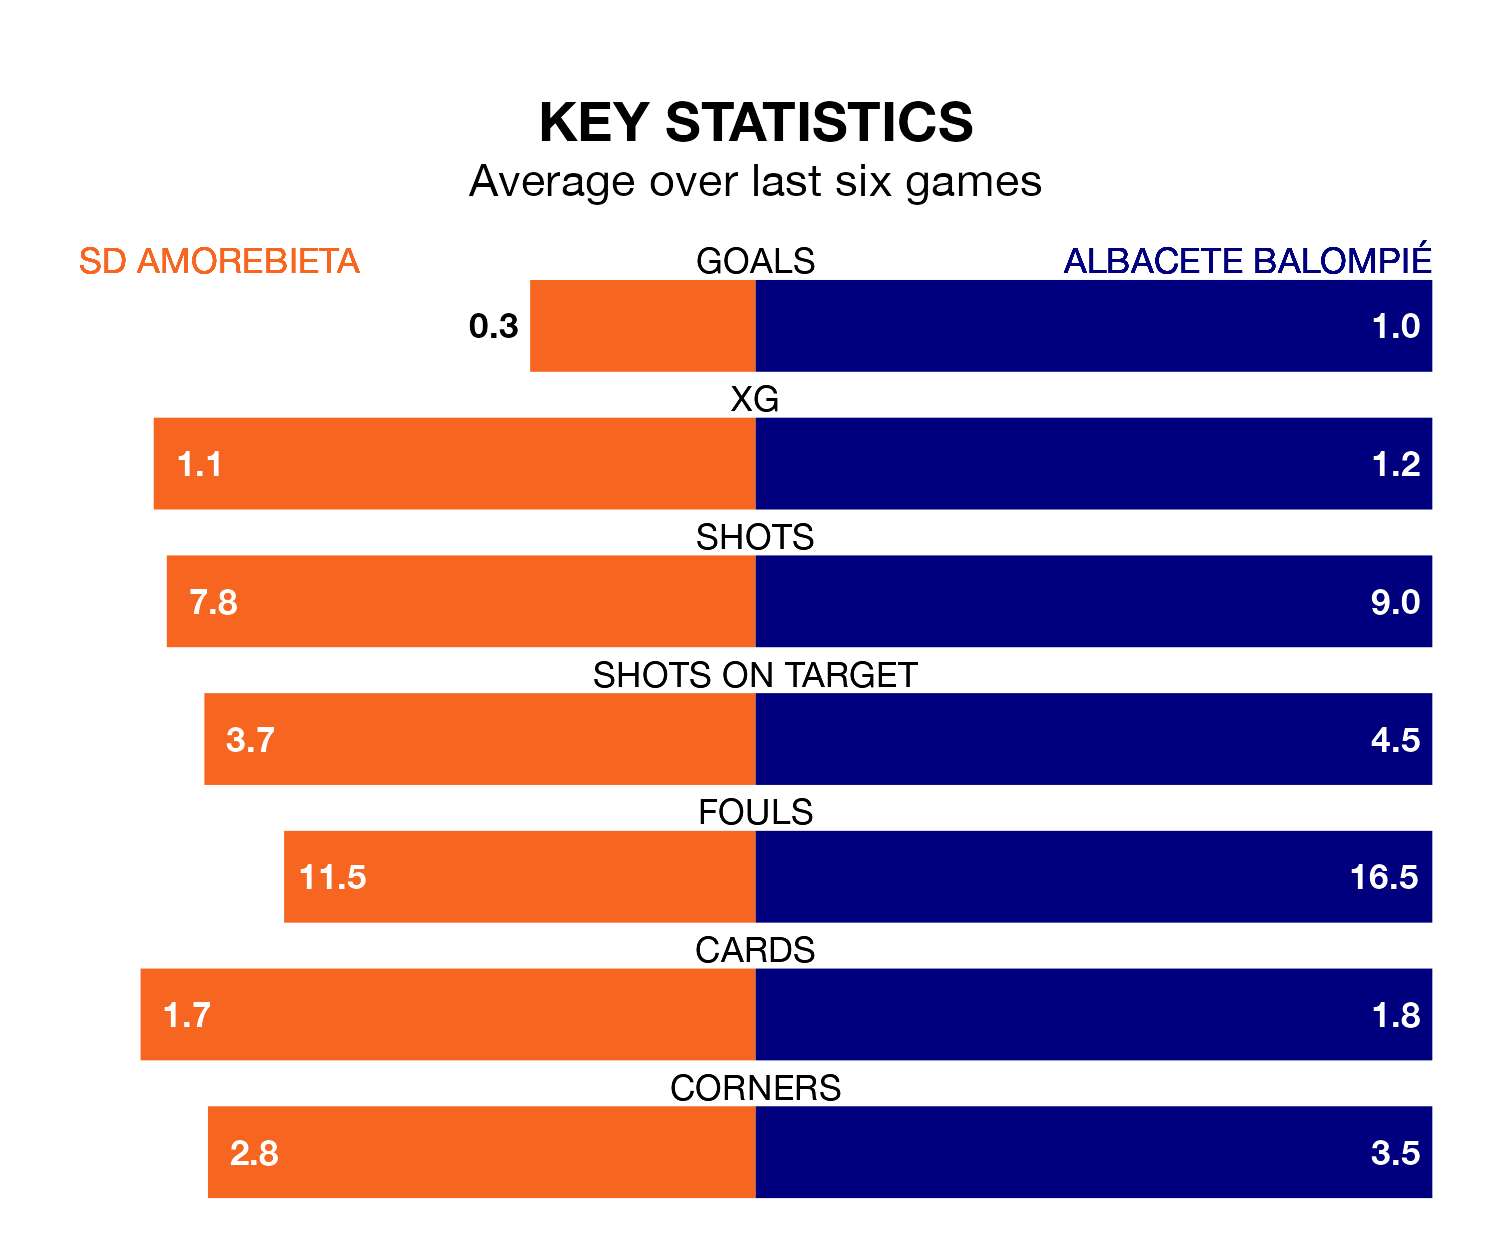 KEY STATISTICS
Average over last six games
SD AMOREBIETA GOALS ALBACETE BALOMPIÉ
0.3 1.0
XG
1.1 1.2
SHOTS
7.8 9.0
SHOTS ON TARGET
3.7 4.5
FOULS
11.5 16.5
CARDS
1.7 1.8
CORNERS
2.8 3.5